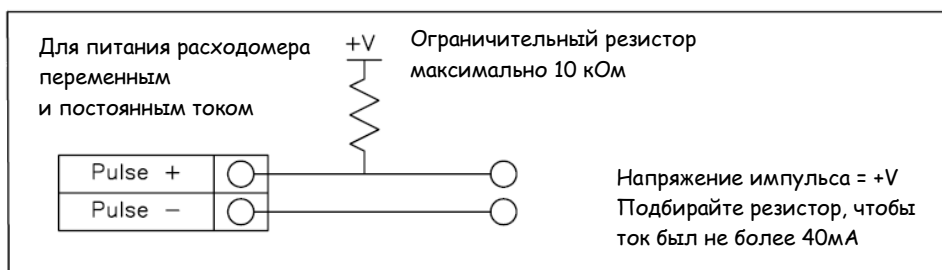 Для питания расходомера
переменным
и постоянным током
+V
Ограничительный резистор
максимально 10 кОм
Pulse +
Pulse –
Напряжение импульса = +V
Подбирайте резистор, чтобы
ток был не более 40мА